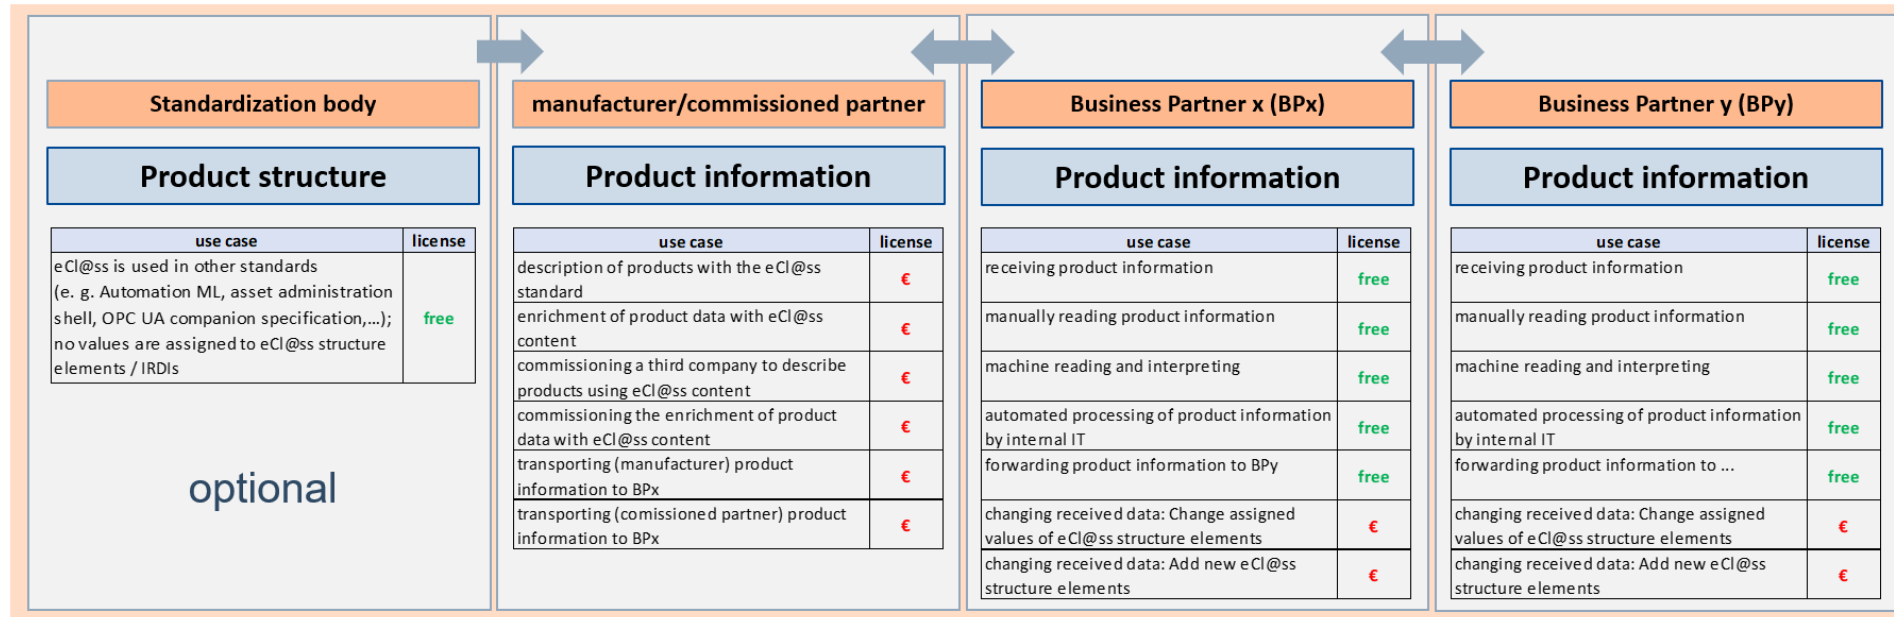 Standardization body
Product structure
use case license
eCl@ss is used in other standards
(e. g. Automation ML, asset administration
shell, OPC UA companion specification,...);
no values are assigned to eCl@ss structure
elements / IRDIs
free
optional
manufacturer/commissioned partner
Product information
use case license
description of products with the eCl@ss
standard
€
enrichment of product data with eCl@ss
content
€
commissioning a third company to describe
products using eCl@ss content
€
commissioning the enrichment of product
data with eCl@ss content
€
transporting (manufacturer) product
information to BPx
€
transporting (comissioned partner) product
information to BPx
€
Business Partner x (BPx)
Product information
use case license
receiving product information
free
manually reading product information
free
machine reading and interpreting
free
automated processing of product information
by internal IT
free
forwarding product information to BPy
free
changing received data: Change assigned
values of eCl@ss structure elements
€
changing received data: Add new eCl@ss
structure elements
€
Business Partner y (BPy)
Product information
use case license
receiving product information
free
manually reading product information
free
machine reading and interpreting
free
automated processing of product information
by internal IT
free
forwarding product information to ...
free
changing received data: Change assigned
values of eCl@ss structure elements
€
changing received data: Add new eCl@ss
structure elements
€